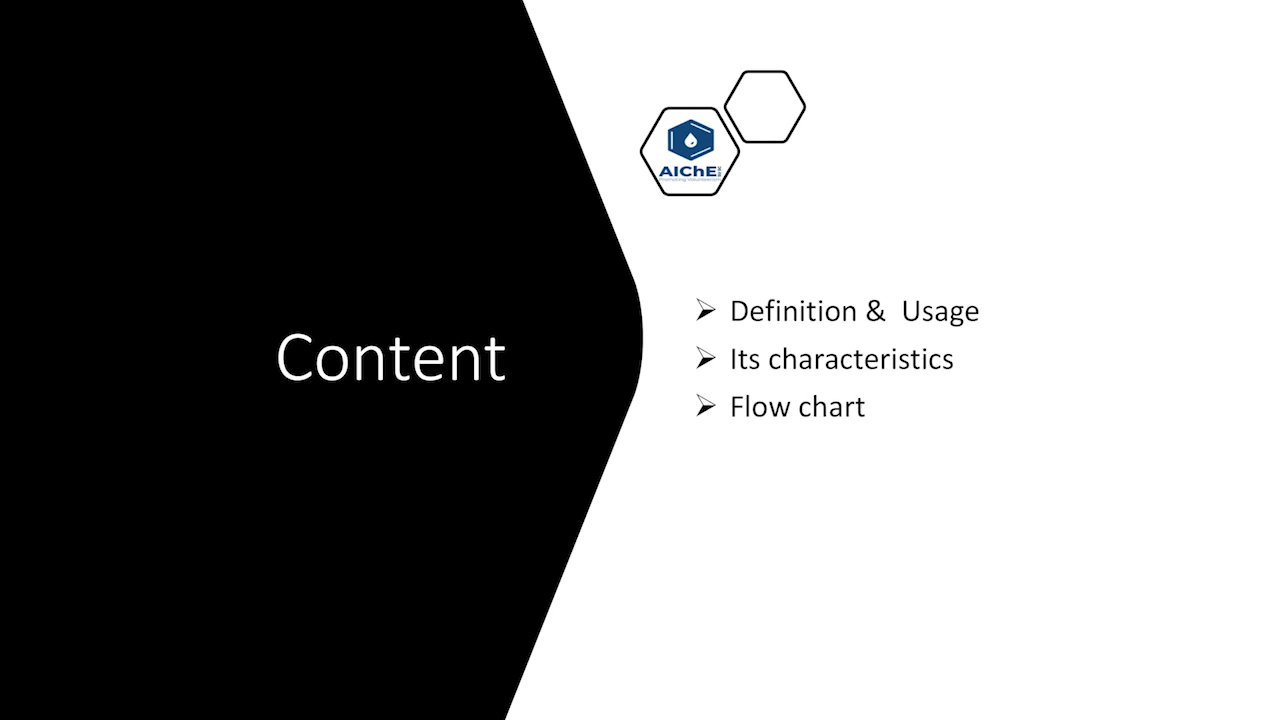 AIChE
Content
Definition &  Usage
Its characteristics
Flow chart